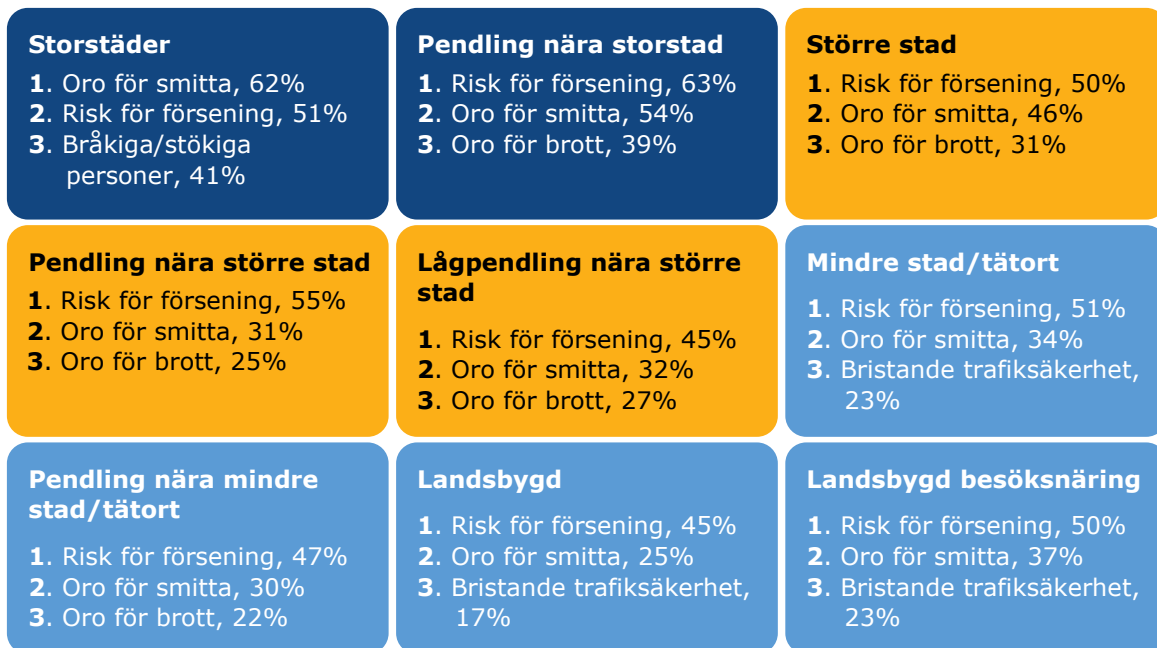 Storstäder
1. Oro för smitta, 62%
2. Risk för försening, 51%
3. Bråkiga/stökiga
personer, 41%
Pendling nära storstad
1. Risk för försening, 63%
2. Oro för smitta, 54%
3. Oro för brott, 39%
Större stad
1. Risk för försening, 50%
2. Oro för smitta, 46%
3. Oro för brott, 31%
Pendling nära större stad
1. Risk för försening, 55%
2. Oro för smitta, 31%
3. Oro för brott, 25%
Lågpendling nära större
stad
1. Risk för försening, 45%
2. Oro för smitta, 32%
3. Oro för brott, 27%
Mindre stad/tätort
1. Risk för försening, 51%
2. Oro för smitta, 34%
3. Bristande trafiksäkerhet,
23%
Pendling nära mindre
stad/tätort
1. Risk för försening, 47%
2. Oro för smitta, 30%
3. Oro för brott, 22%
Landsbygd
1. Risk för försening, 45%
2. Oro för smitta, 25%
3. Bristande trafiksäkerhet,
17%
Landsbygd besöksnäring
1. Risk för försening, 50%
2. Oro för smitta, 37%
3. Bristande trafiksäkerhet,
23%